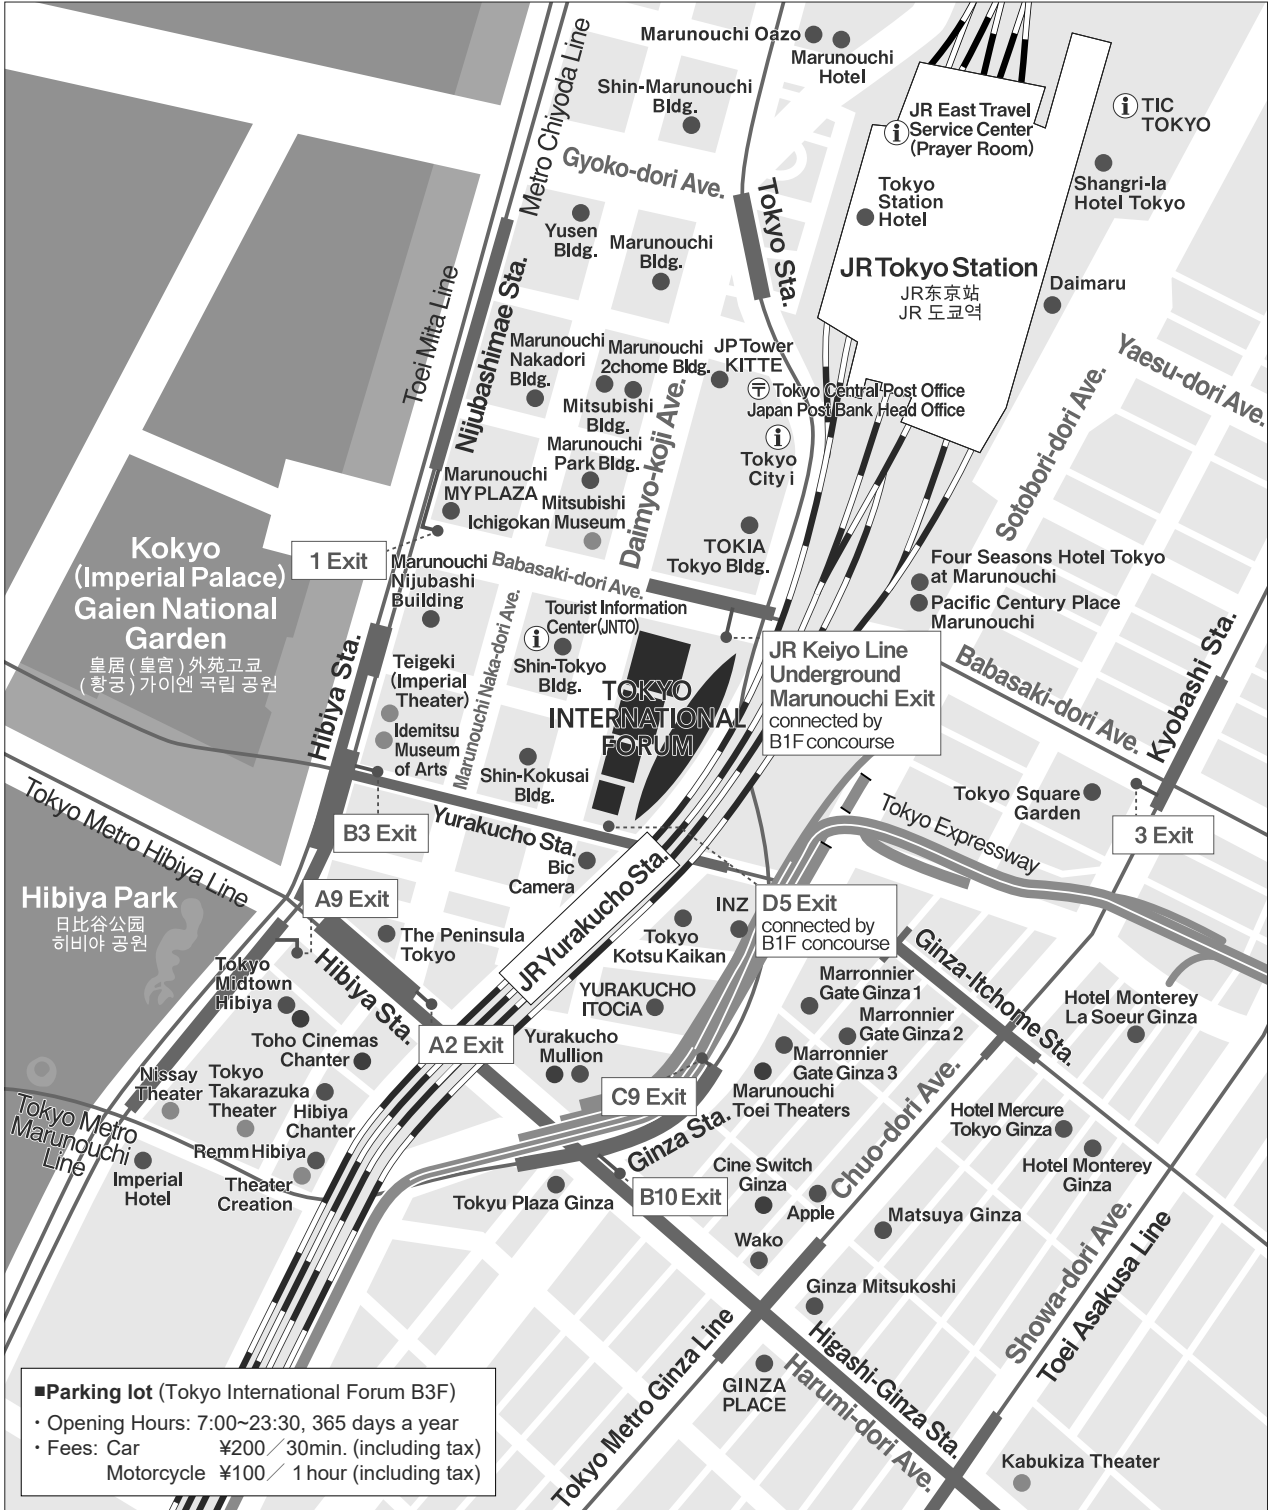 Marunouchi Oazo
Marunouchi
Hotel
Shin-Marunouchi
Bldg.
JR East Travel
Service Center
(Prayer Room)
TIC
TOKYO
Metro Chiyoda Line
Gyoko-dori Ave.
Tokyo Sta.
Tokyo
Station
Hotel
Shangri-la
Hotel Tokyo
Yusen
Bldg.
Marunouchi
Bldg.
JR Tokyo Station
JR东京站
JR 도쿄역
Daimaru
Toei Mita Line
Nijubashimae Sta.
Marunouchi
Nakadori
Bldg.
Marunouchi
2chome Bldg.
JP Tower
KITTE
〒 Tokyo Central Post Office
Japan Post Bank Head Office
Mitsubishi
Bldg.
Marunouchi
Park Bldg.
Daimyo-koji Ave.
Tokyo
City i
Sotobori-dori Ave.
Yaesu-dori Ave.
Marunouchi
MY PLAZA
Mitsubishi
Ichigokan Museum
TOKIA
Tokyo Bldg.
Kokyo
(Imperial Palace)
Gaien National
Garden
皇居 ( 皇宫 ) 外苑고쿄
( 황궁 ) 가이엔 국립 공원
1 Exit
Marunouchi
Nijubashi
Building
Babasaki-dori Ave.
Four Seasons Hotel Tokyo
at Marunouchi
Pacific Century Place
Marunouchi
Tourist Information
Center(JNTO)
Shin-Tokyo
Bldg.
Marunouchi Naka-dori Ave.
Hibiya Sta.
Teigeki
(Imperial
Theater)
Idemitsu
Museum
of Arts
TOKYO
INTERNATIONAL
FORUM
JR Keiyo Line
Underground
Marunouchi Exit
connected by
B1F concourse
Babasaki-dori Ave.
Kyobashi Sta.
Shin-Kokusai
Bldg.
Tokyo Square
Garden
3 Exit
Tokyo Expressway
Tokyo Metro Hibiya Line
B3 Exit
Yurakucho Sta.
Bic
Camera
JR Yurakucho Sta.
Hibiya Park
日比谷公园
히비야 공원
A9 Exit
The Peninsula
Tokyo
INZ
Tokyo
Kotsu Kaikan
D5 Exit
connected by
B1F concourse
Ginza-Itchome Sta.
Tokyo
Midtown
Hibiya
Hibiya Sta.
YURAKUCHO
ITOCiA
Marronnier
Gate Ginza 1
Marronnier
Gate Ginza 2
Marronnier
Gate Ginza 3
Hotel Monterey
La Soeur Ginza
Toho Cinemas
Chanter
A2 Exit
Yurakucho
Mullion
C9 Exit
Marunouchi
Toei Theaters
Nissay
Theater
Tokyo
Takarazuka
Theater
Hibiya
Chanter
Tokyo Metro
Marunouchi
Line
Ginza Sta.
Chuo-dori Ave.
Hotel Mercure
Tokyo Ginza
Hotel Monterey
Ginza
Remm Hibiya
Imperial
Hotel
Theater
Creation
Tokyu Plaza Ginza
B10 Exit
Cine Switch
Ginza
Apple
Matsuya Ginza
Wako
Ginza Mitsukoshi
Showa-dori Ave.
Toei Asakusa Line
Tokyo Metro Ginza Line
GINZA
PLACE
Higashi-Ginza Sta.
Harumi-dori Ave.
Kabukiza Theater
■Parking lot (Tokyo International Forum B3F)
・Opening Hours: 7:00~23:30, 365 days a year
・Fees: Car ¥200／30min. (including tax)
Motorcycle ¥100／1 hour (including tax)